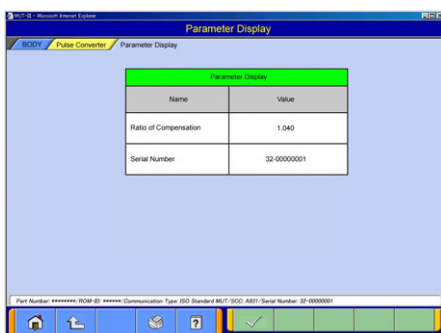 MUT-III - Microsoft Internet Explorer
Parameter Display
BODY Pulse Converter Parameter Display
Parameter Display
Name Value
Ratio of Compensation 1.040
Serial Number 32-00000001
Part Number: ********/ROM-ID: ******/Communication Type: ISO Standard MUT/SCC: A831/Serial Number: 32-00000001
?